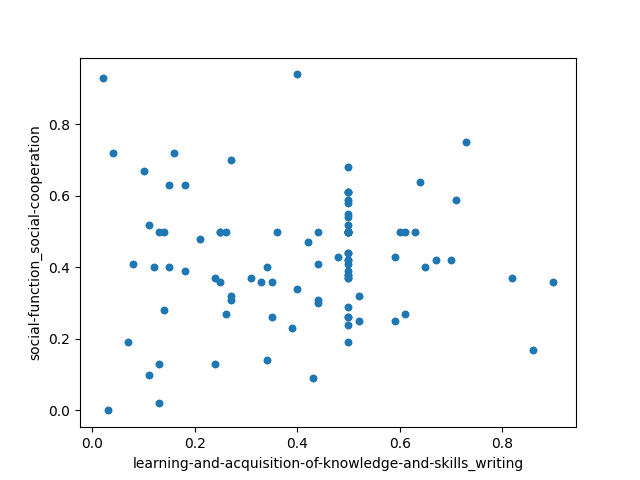 0.8
0.6
0.4
0.2
0.0
social-function_social-cooperation
0.0 0.2 0.4 0.6 0.8
learning-and-acquisition-of-knowledge-and-skills_writing